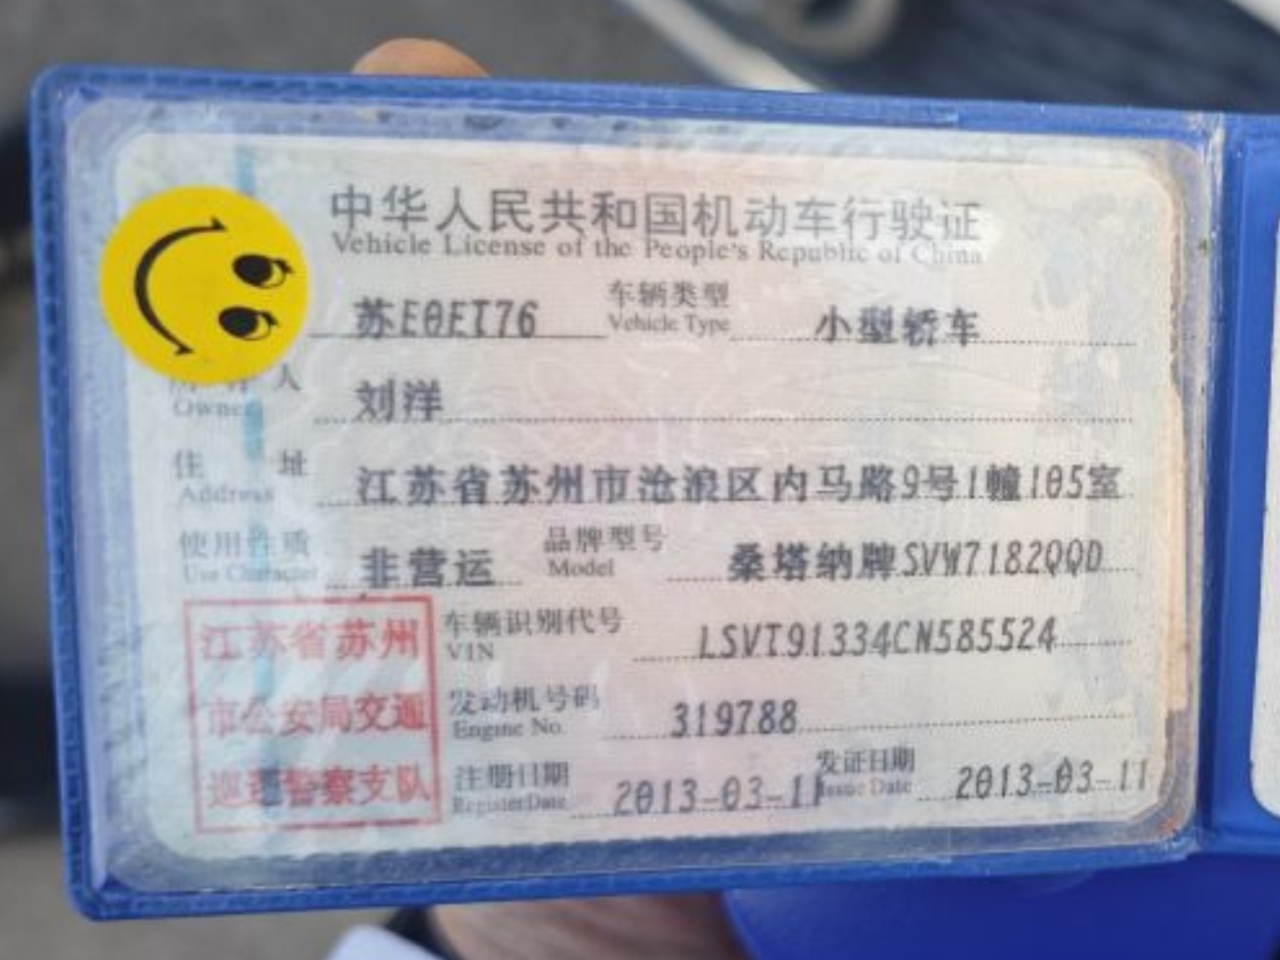 中华人民共和国机动车行驶证
Vehicle License of the People's Republic of China
苏E0ET76 车辆类型 Vehicle Type 小型轿车
所有人 Owner 刘洋
住址 Address 江苏省苏州市沧浪区内马路9号1幢105室
使用性质 Use Character 非营运 品牌型号 Model 桑塔纳牌SVW7182QQD
车辆识别代号 VIN LSVT91334CN585524
发动机号码 Engine No. 319788
注册日期 Register Date 2013-03-11 发证日期 Issue Date 2013-03-11
江苏省苏州
市公安局交通
巡逻警察支队